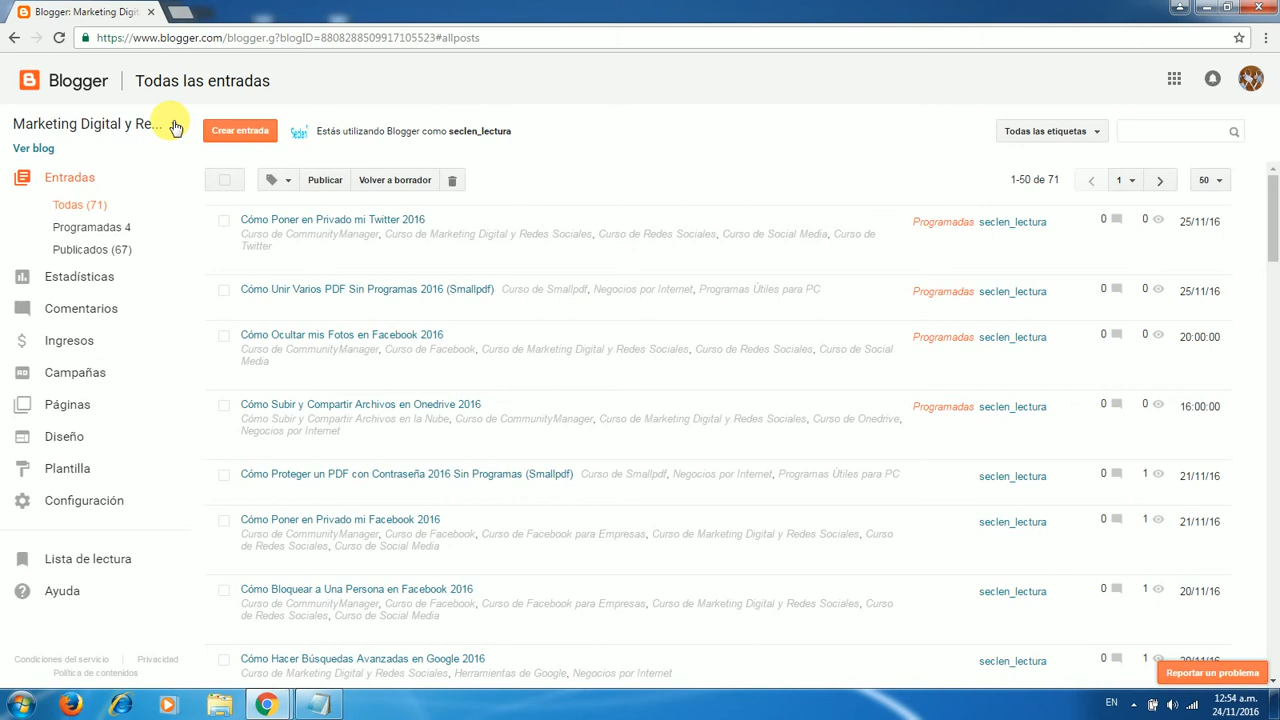 Blogger: Marketing Digit
https://www.blogger.com/blogger.g?blogID=8808288509917105523#allposts
Blogger Todas las entradas
Marketing Digital y Re...
Crear entrada
Estás utilizando Blogger como seclen_lectura
Todas las etiquetas
Ver blog
Entradas
Todas (71)
Programadas 4
Publicados (67)
Estadísticas
Comentarios
Ingresos
Campañas
Páginas
Diseño
Plantilla
Configuración
Lista de lectura
Ayuda
Condiciones del servicio
Privacidad
Política de contenidos
Publicar
Volver a borrador
1-50 de 71
1
50
Cómo Poner en Privado mi Twitter 2016 Programadas seclen_lectura 0 0 25/11/16
Curso de CommunityManager, Curso de Marketing Digital y Redes Sociales, Curso de Redes Sociales, Curso de Social Media, Curso de
Twitter
Cómo Unir Varios PDF Sin Programas 2016 (Smallpdf) Curso de Smallpdf, Negocios por Internet, Programas Útiles para PC Programadas seclen_lectura 0 0 25/11/16
Cómo Ocultar mis Fotos en Facebook 2016 Programadas seclen_lectura 0 0 20:00:00
Curso de CommunityManager, Curso de Facebook, Curso de Marketing Digital y Redes Sociales, Curso de Redes Sociales, Curso de Social
Media
Cómo Subir y Compartir Archivos en Onedrive 2016 Programadas seclen_lectura 0 0 16:00:00
Cómo Subir y Compartir Archivos en la Nube, Curso de CommunityManager, Curso de Marketing Digital y Redes Sociales, Curso de Onedrive,
Negocios por Internet
Cómo Proteger un PDF con Contraseña 2016 Sin Programas (Smallpdf) Curso de Smallpdf, Negocios por Internet, Programas Útiles para PC seclen_lectura 0 1 21/11/16
Cómo Poner en Privado mi Facebook 2016 seclen_lectura 0 1 21/11/16
Curso de CommunityManager, Curso de Facebook, Curso de Facebook para Empresas, Curso de Marketing Digital y Redes Sociales, Curso
de Redes Sociales, Curso de Social Media
Cómo Bloquear a Una Persona en Facebook 2016 seclen_lectura 0 1 20/11/16
Curso de CommunityManager, Curso de Facebook, Curso de Facebook para Empresas, Curso de Marketing Digital y Redes Sociales, Curso
de Redes Sociales, Curso de Social Media
Cómo Hacer Búsquedas Avanzadas en Google 2016 seclen_lectura 0 1
Curso de Marketing Digital y Redes Sociales, Herramientas de Google, Negocios por Internet
Reportar un problema
EN
12:54 a.m.
24/11/2016